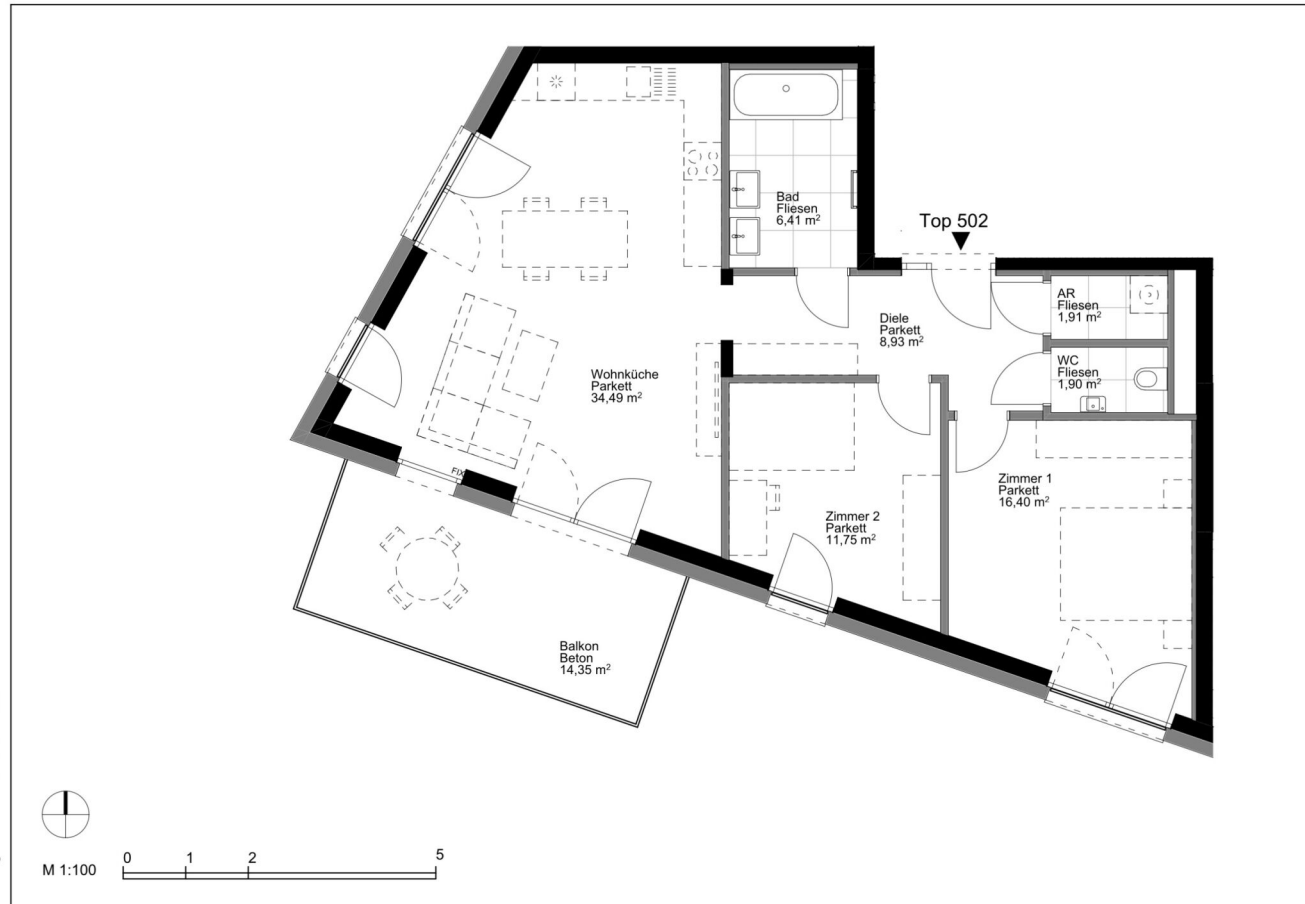 Top 502
Bad
Fliesen
6,41 m²
AR
Fliesen
1,91 m²
Diele
Parkett
8,93 m²
WC
Fliesen
1,90 m²
Wohnküche
Parkett
34,49 m²
FIX
Zimmer 1
Parkett
16,40 m²
Zimmer 2
Parkett
11,75 m²
Balkon
Beton
14,35 m²
M 1:100
0 1 2 5